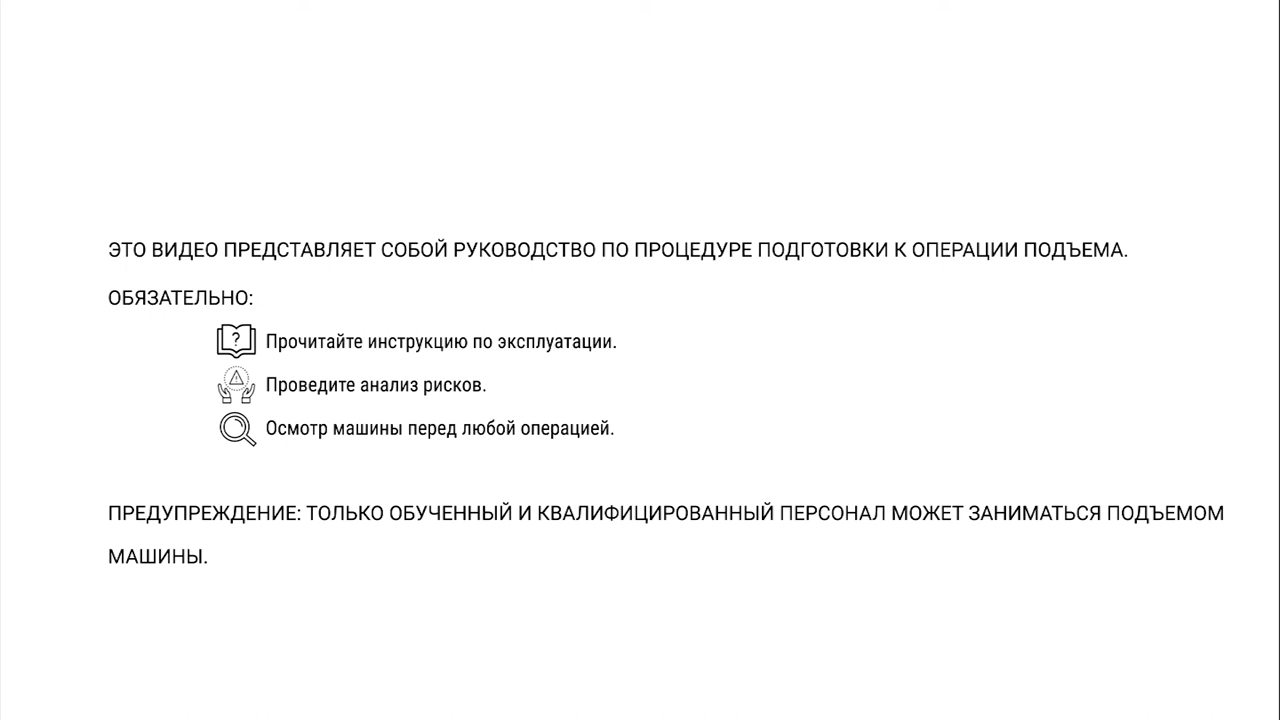 ЭТО ВИДЕО ПРЕДСТАВЛЯЕТ СОБОЙ РУКОВОДСТВО ПО ПРОЦЕДУРЕ ПОДГОТОВКИ К ОПЕРАЦИИ ПОДЪЕМА.
ОБЯЗАТЕЛЬНО:
Прочитайте инструкцию по эксплуатации.
Проведите анализ рисков.
Осмотр машины перед любой операцией.
ПРЕДУПРЕЖДЕНИЕ: ТОЛЬКО ОБУЧЕННЫЙ И КВАЛИФИЦИРОВАННЫЙ ПЕРСОНАЛ МОЖЕТ ЗАНИМАТЬСЯ ПОДЪЕМОМ
МАШИНЫ.